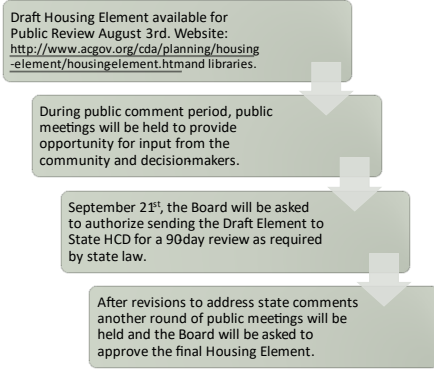 Draft Housing Element available for
Public Review August 3rd. Website:
http://www.acgov.org/cda/planning/housing
-element/housingelement.htmand libraries.
During public comment period, public
meetings will be held to provide
opportunity for input from the
community and decision-makers.
September 21st, the Board will be asked
to authorize sending the Draft Element to
State HCD for a 90-day review as required
by state law.
After revisions to address state comments
another round of public meetings will be
held and the Board will be asked to
approve the final Housing Element.